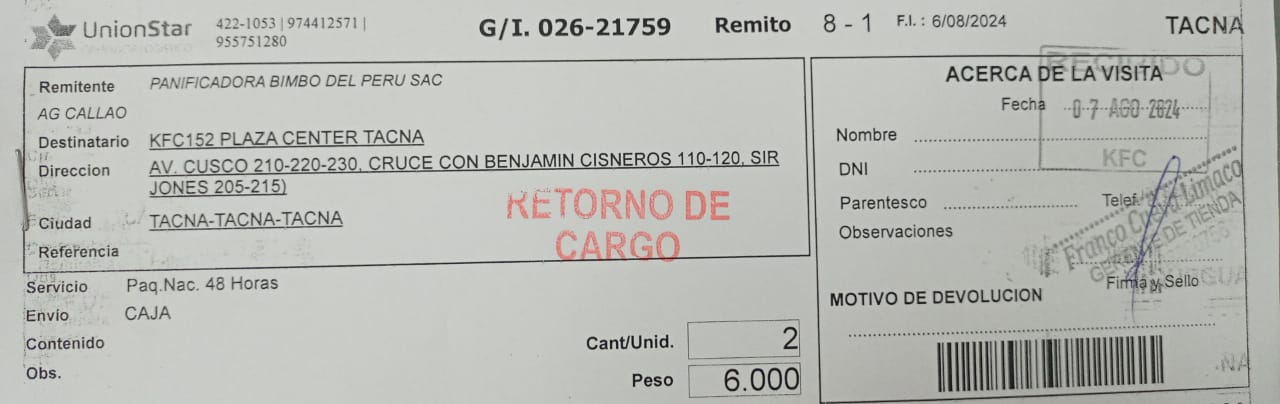 UnionStar
422-1053 | 974412571 |
955751280
G/I. 026-21759
Remito 8 - 1
F.I. : 6/08/2024
TACNA
Remitente PANIFICADORA BIMBO DEL PERU SAC
AG CALLAO
Destinatario KFC152 PLAZA CENTER TACNA
Direccion AV. CUSCO 210-220-230, CRUCE CON BENJAMIN CISNEROS 110-120, SIR
JONES 205-215)
Ciudad TACNA-TACNA-TACNA
Referencia
RETORNO DE
CARGO
Servicio Paq.Nac. 48 Horas
Envío CAJA
Contenido
Obs.
Cant/Unid. 2
Peso 6.000
ACERCA DE LA VISITA
RECIBIDO
Fecha 07 AGO 2024
Nombre
KFC
DNI
Parentesco Telef.
Observaciones
Franco Cueva Limaco
GERENTE DE TIENDA
Firma y Sello
MOTIVO DE DEVOLUCION